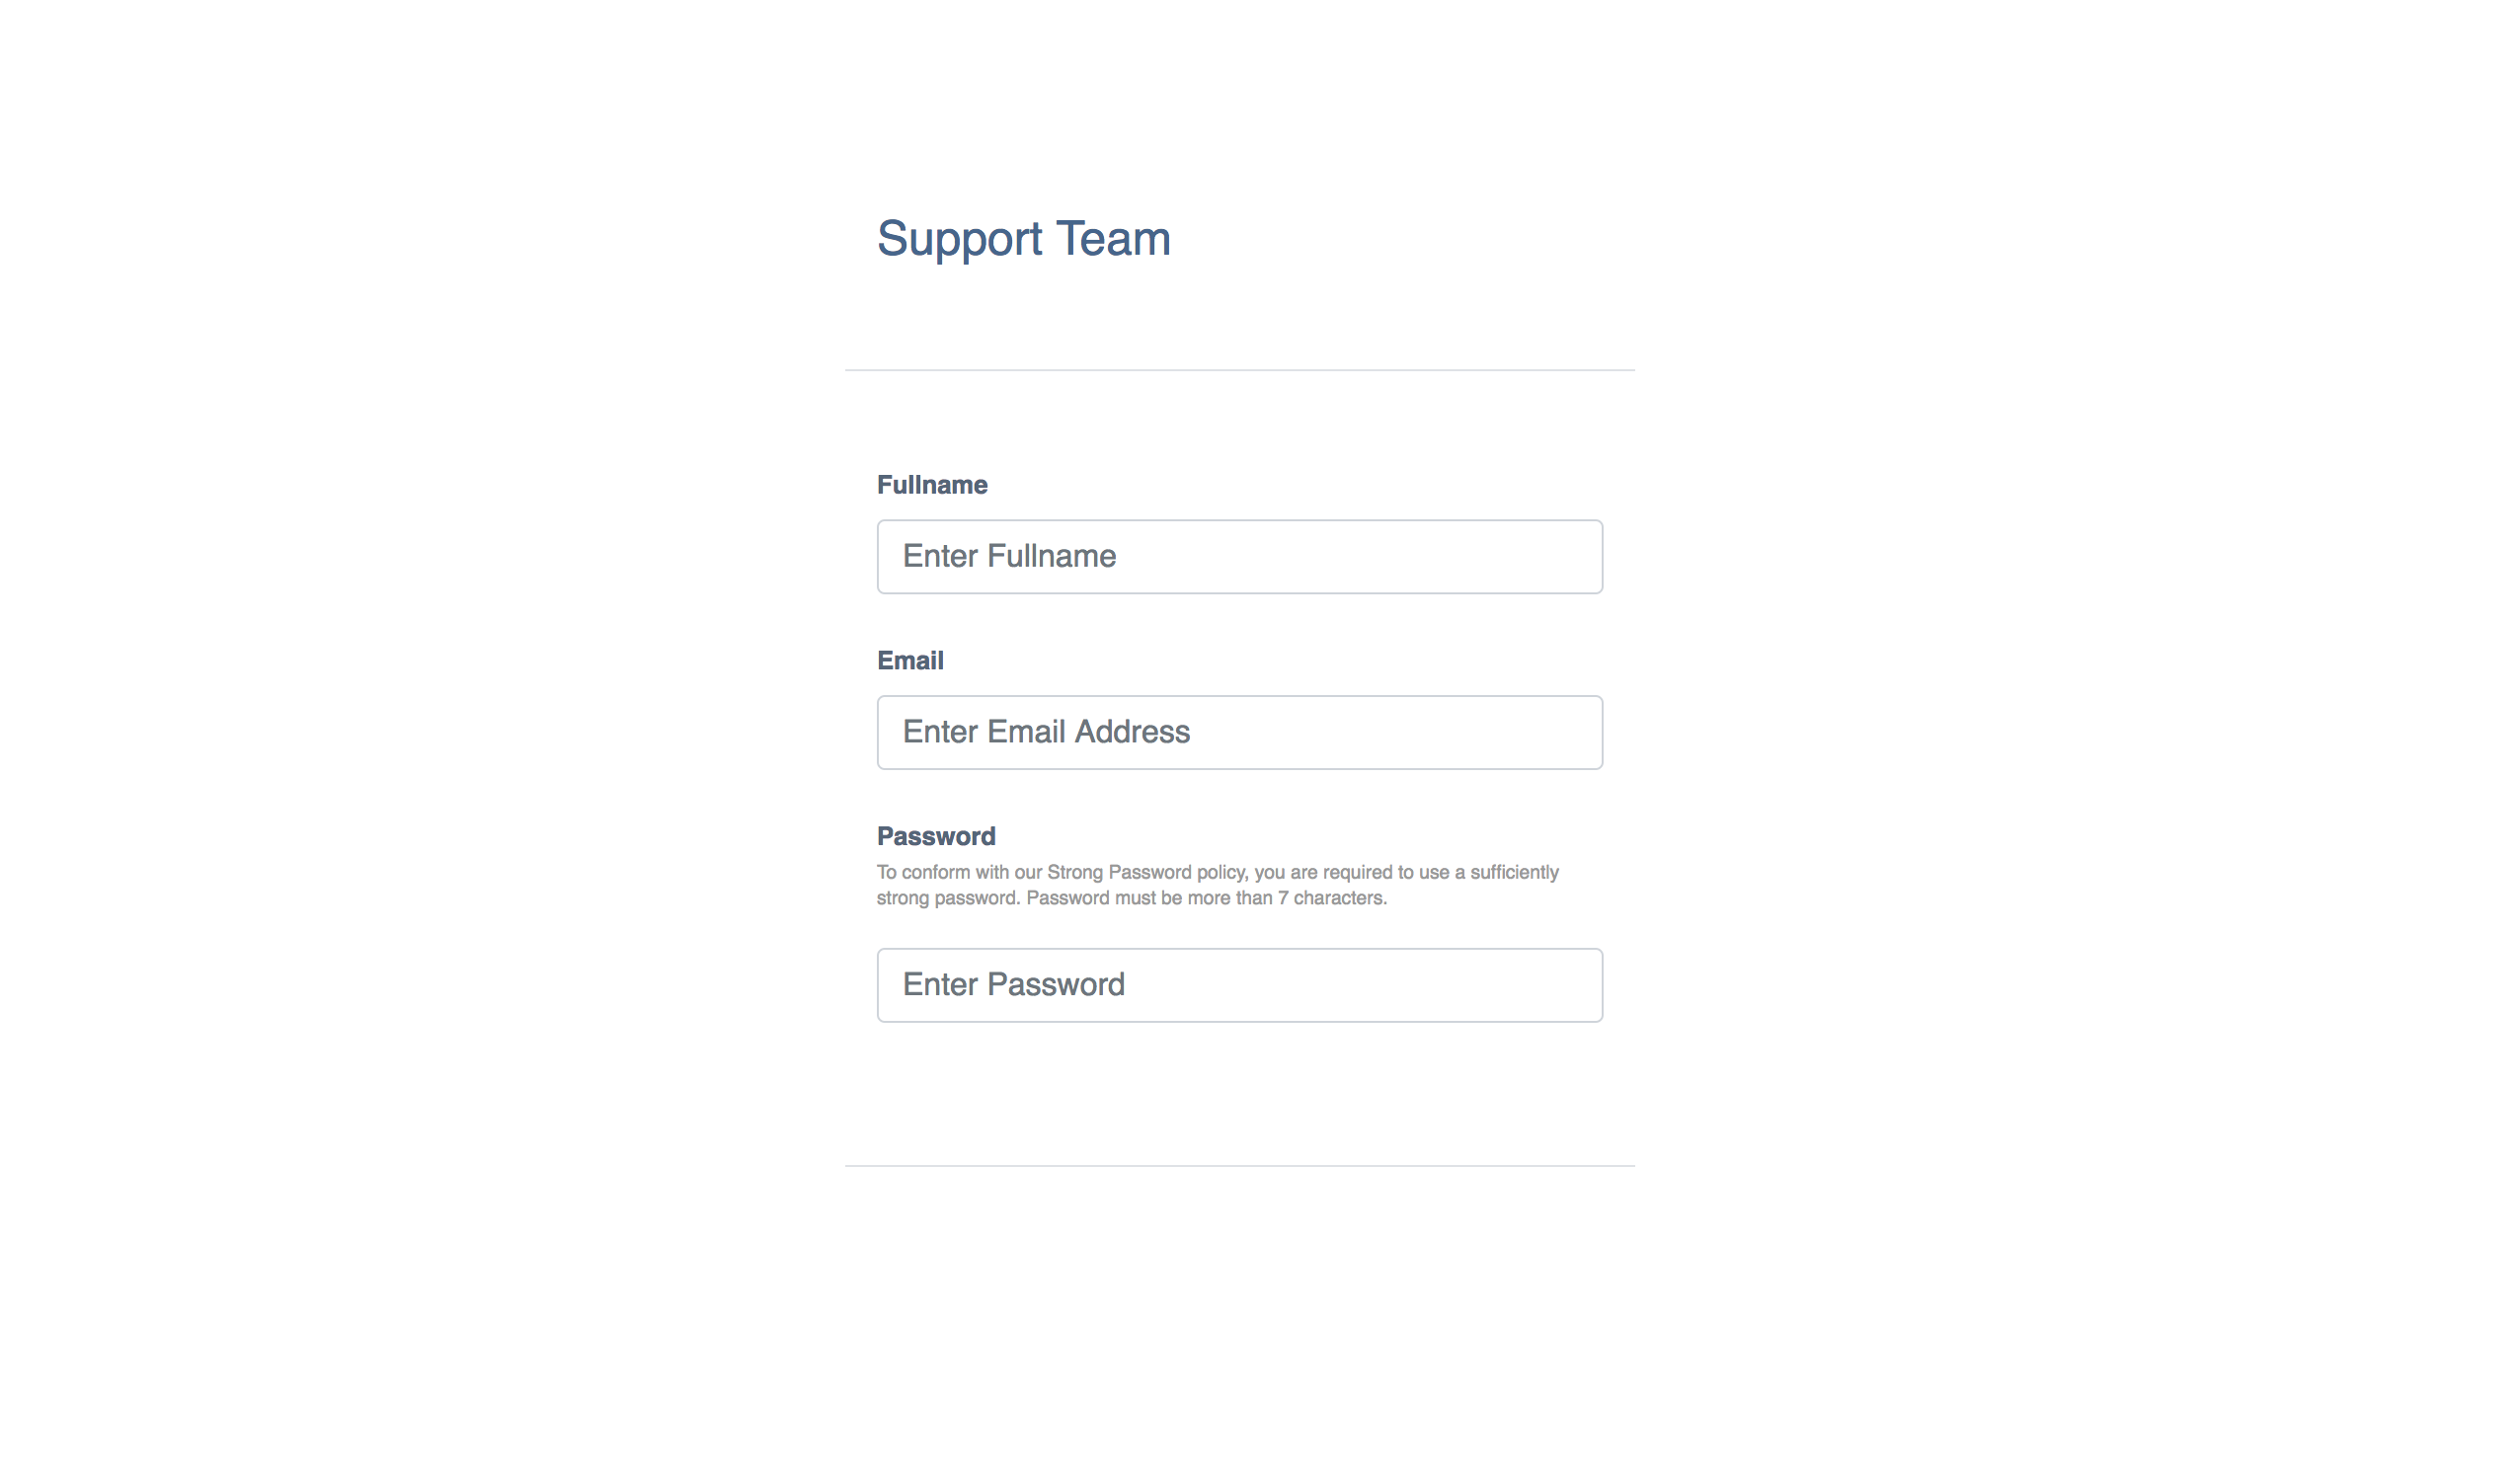 Support Team
Fullname
Enter Fullname
Email
Enter Email Address
Password
To conform with our Strong Password policy, you are required to use a sufficiently
strong password. Password must be more than 7 characters.
Enter Password